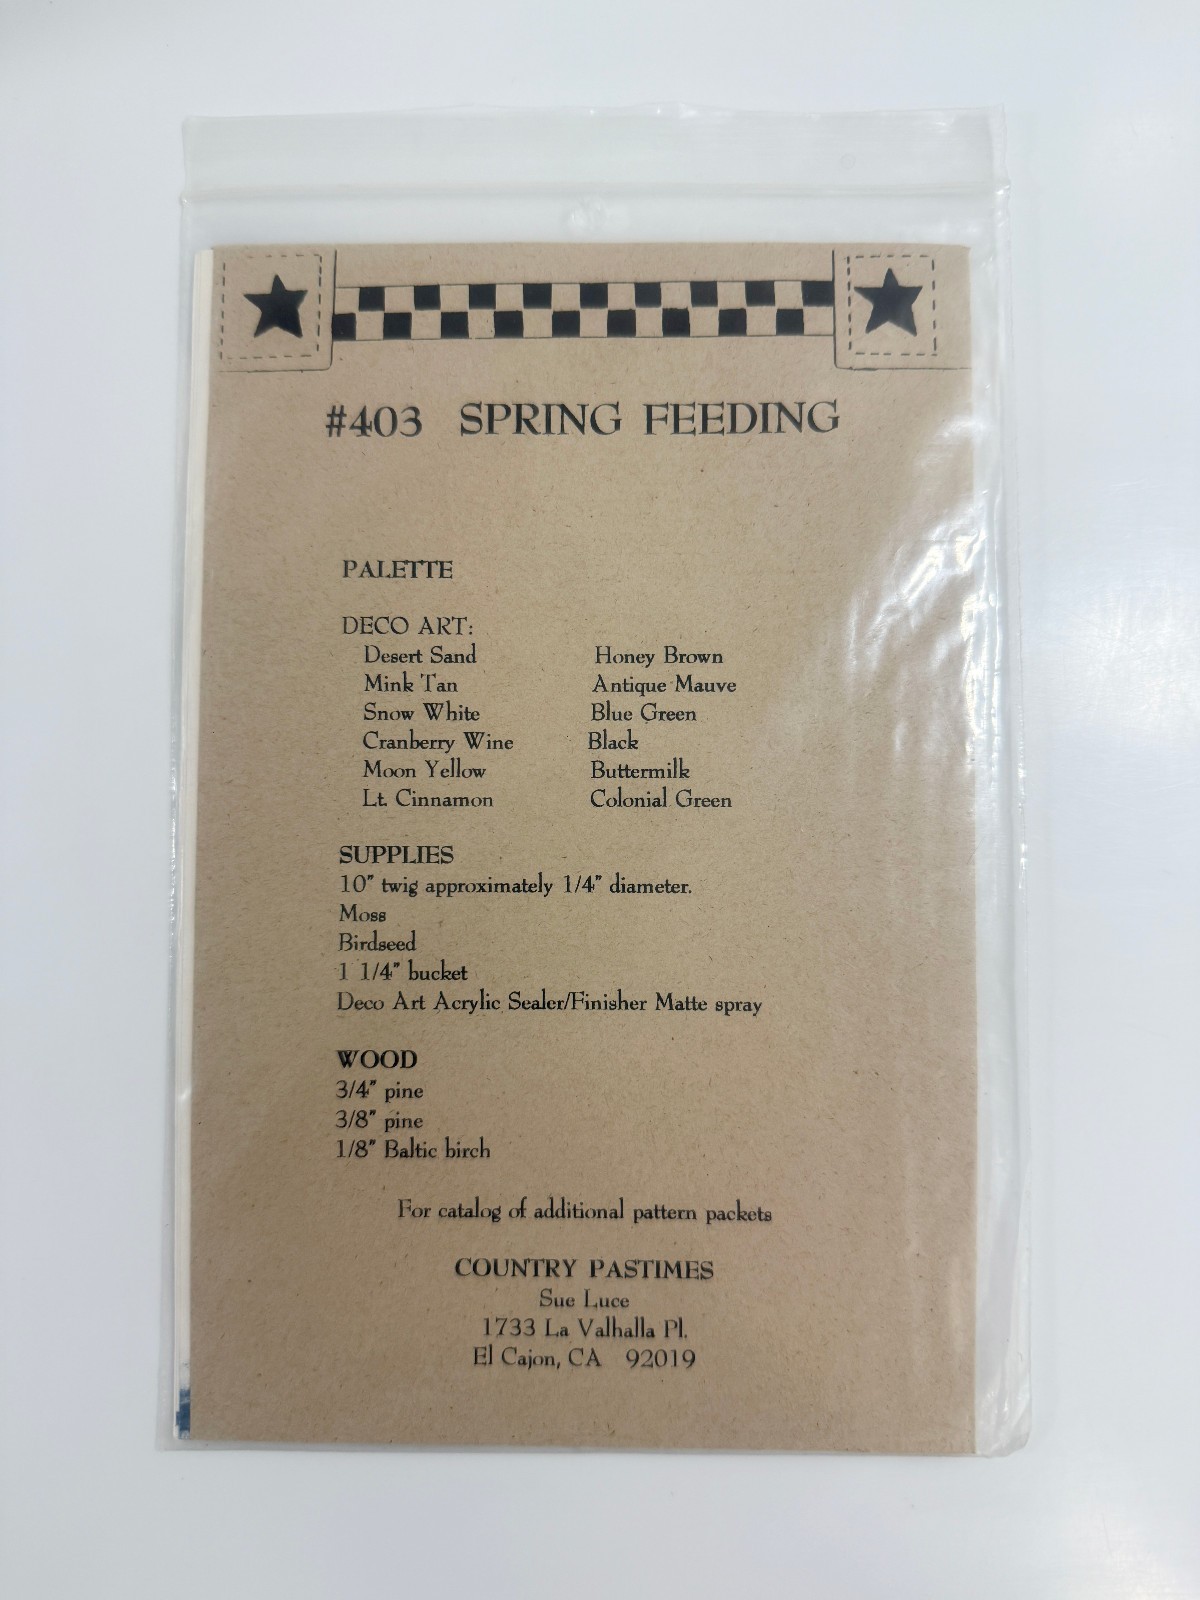 #403 SPRING FEEDING
PALETTE
DECO ART:
Desert Sand Honey Brown
Mink Tan Antique Mauve
Snow White Blue Green
Cranberry Wine Black
Moon Yellow Buttermilk
Lt. Cinnamon Colonial Green
SUPPLIES
10" twig approximately 1/4" diameter.
Moss
Birdseed
1 1/4" bucket
Deco Art Acrylic Sealer/Finisher Matte spray
WOOD
3/4" pine
3/8" pine
1/8" Baltic birch
For catalog of additional pattern packets
COUNTRY PASTIMES
Sue Luce
1733 La Valhalla Pl.
El Cajon, CA 92019